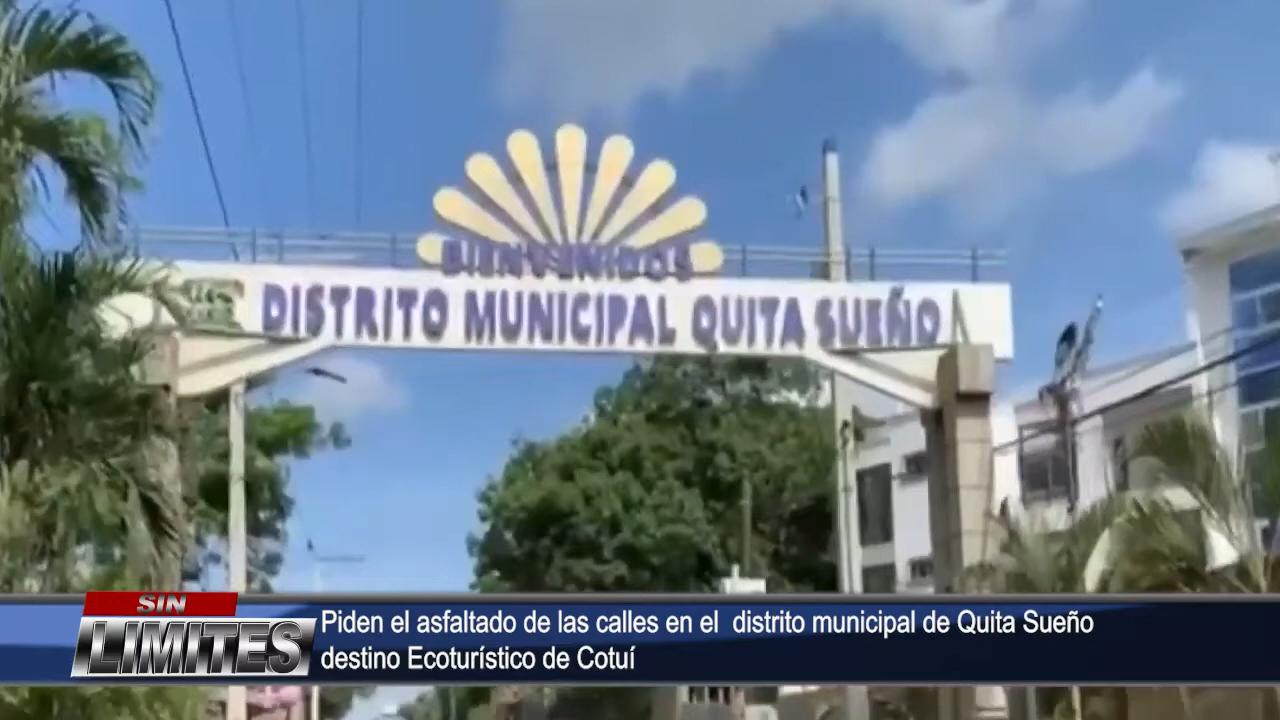 BIENVENIDOS
DISTRITO MUNICIPAL QUITA SUEÑO
SIN
LIMITES
Piden el asfaltado de las calles en el distrito municipal de Quita Sueño
destino Ecoturístico de Cotuí